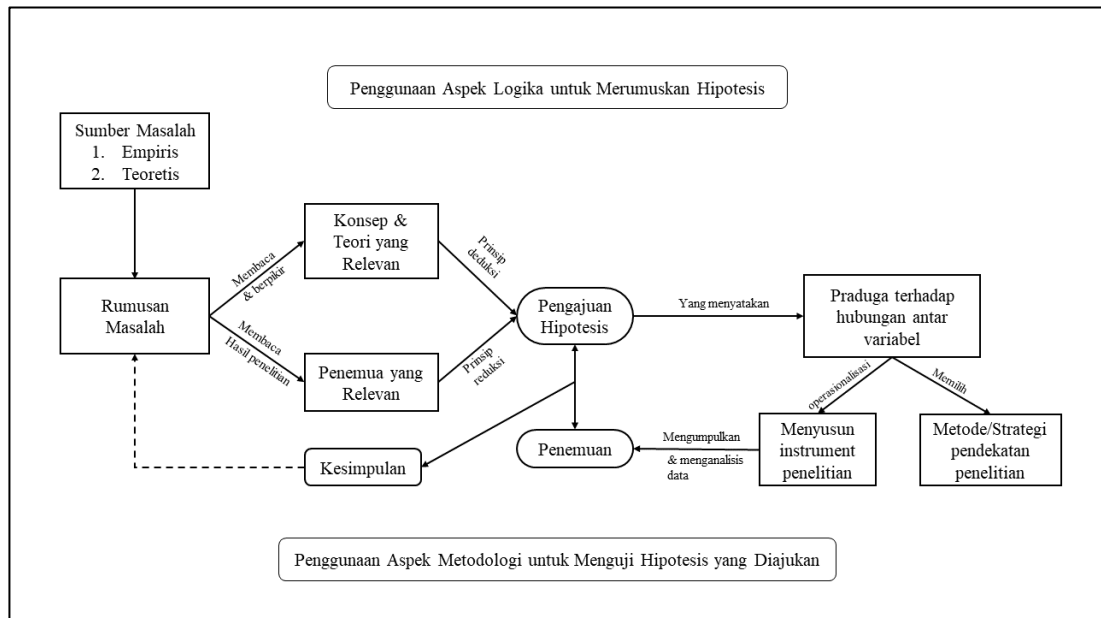 Penggunaan Aspek Logika untuk Merumuskan Hipotesis
Sumber Masalah
1. Empiris
2. Teoretis
Rumusan
Masalah
Membaca
& berpikir
Membaca
Hasil penelitian
Konsep &
Teori yang
Relevan
Penemua yang
Relevan
Prinsip
deduksi
Prinsip
reduksi
Pengajuan
Hipotesis
Yang menyatakan
Praduga terhadap
hubungan antar
variabel
operasionalisasi
Memilih
Menyusun
instrument
penelitian
Metode/Strategi
pendekatan
penelitian
Mengumpulkan
& menganalisis
data
Penemuan
Kesimpulan
Penggunaan Aspek Metodologi untuk Menguji Hipotesis yang Diajukan